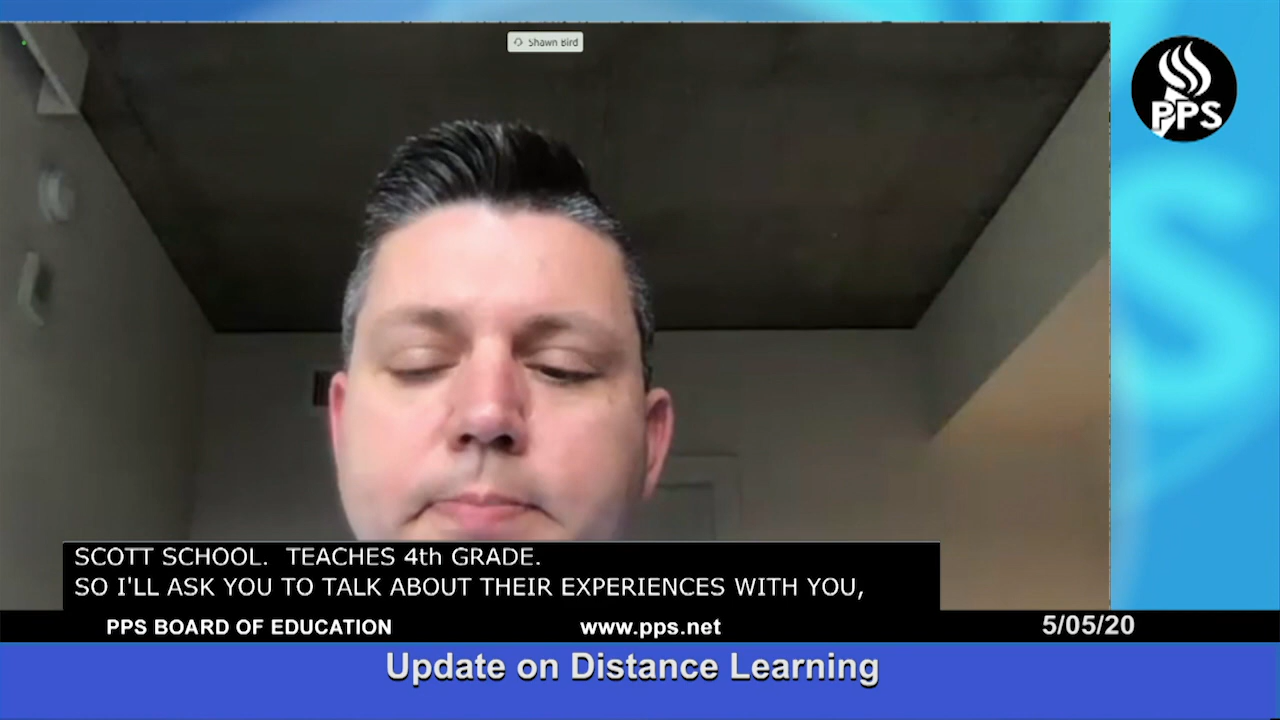 Shawn Bird
PPS
S
SCOTT SCHOOL.  TEACHES 4th GRADE.
SO I'LL ASK YOU TO TALK ABOUT THEIR EXPERIENCES WITH YOU,
PPS BOARD OF EDUCATION www.pps.net 5/05/20
Update on Distance Learning